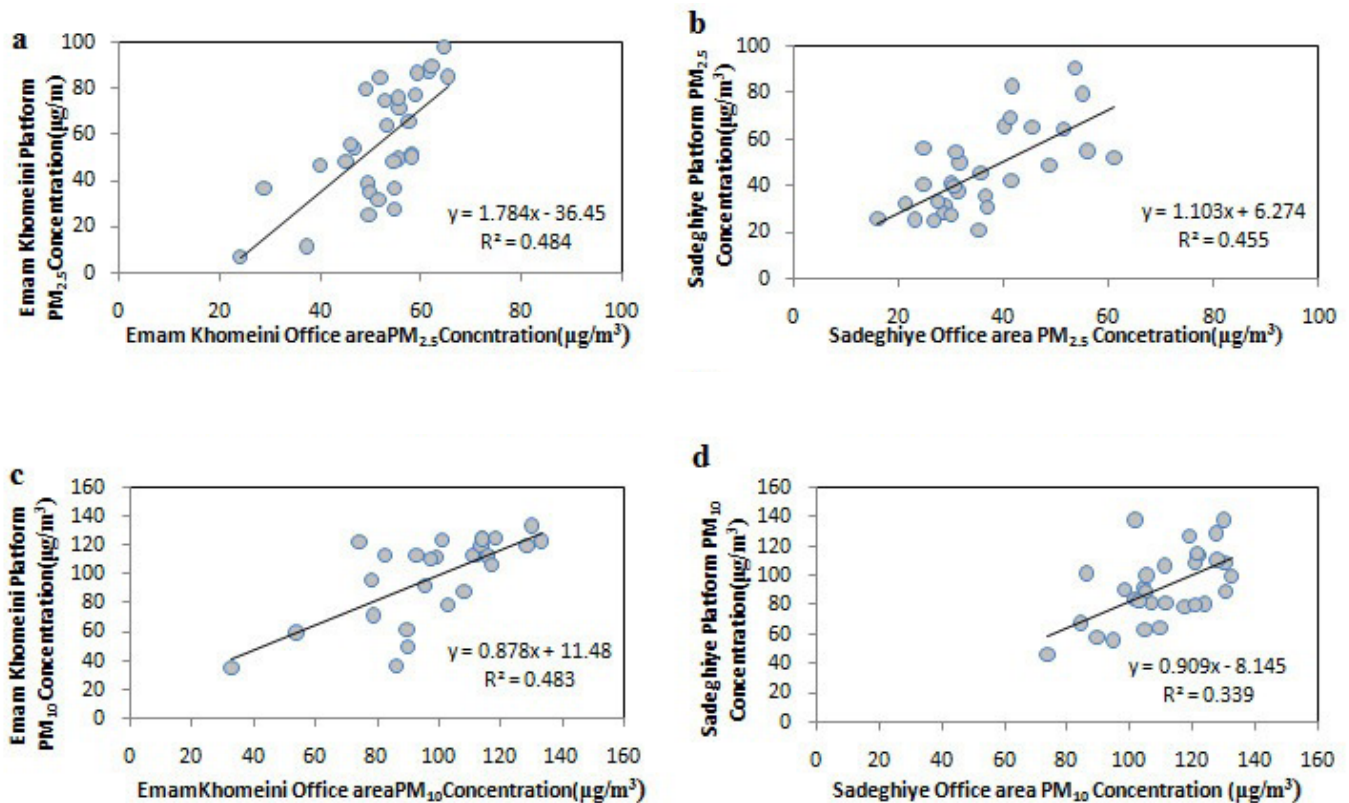 a
Emam Khomeini Platform
PM2.5Concentration(µg/m)
100
80
60
40
20
0
y = 1.784x - 36.45
R² = 0.484
0 20 40 60 80 100
Emam Khomeini Office areaPM2.5Concntration(µg/m³)
b
Sadeghiye Platform PM2.5
Concentration (µg/m³)
100
80
60
40
20
0
y = 1.103x + 6.274
R² = 0.455
0 20 40 60 80 100
Sadeghiye Office area PM2.5 Concetration(µg/m³)
c
Emam Khomeini Platform
PM10 Concentration(µg/m³)
160
140
120
100
80
60
40
20
0
y = 0.878x + 11.48
R² = 0.483
0 20 40 60 80 100 120 140 160
EmamKhomeini Office areaPM10Concentration(µg/m³)
d
Sadeghiye Platform PM10
Concentration(µg/m³)
160
140
120
100
80
60
40
20
0
y = 0.909x - 8.145
R² = 0.339
0 20 40 60 80 100 120 140 160
Sadeghiye Office area PM10 Concentration (µg/m³)